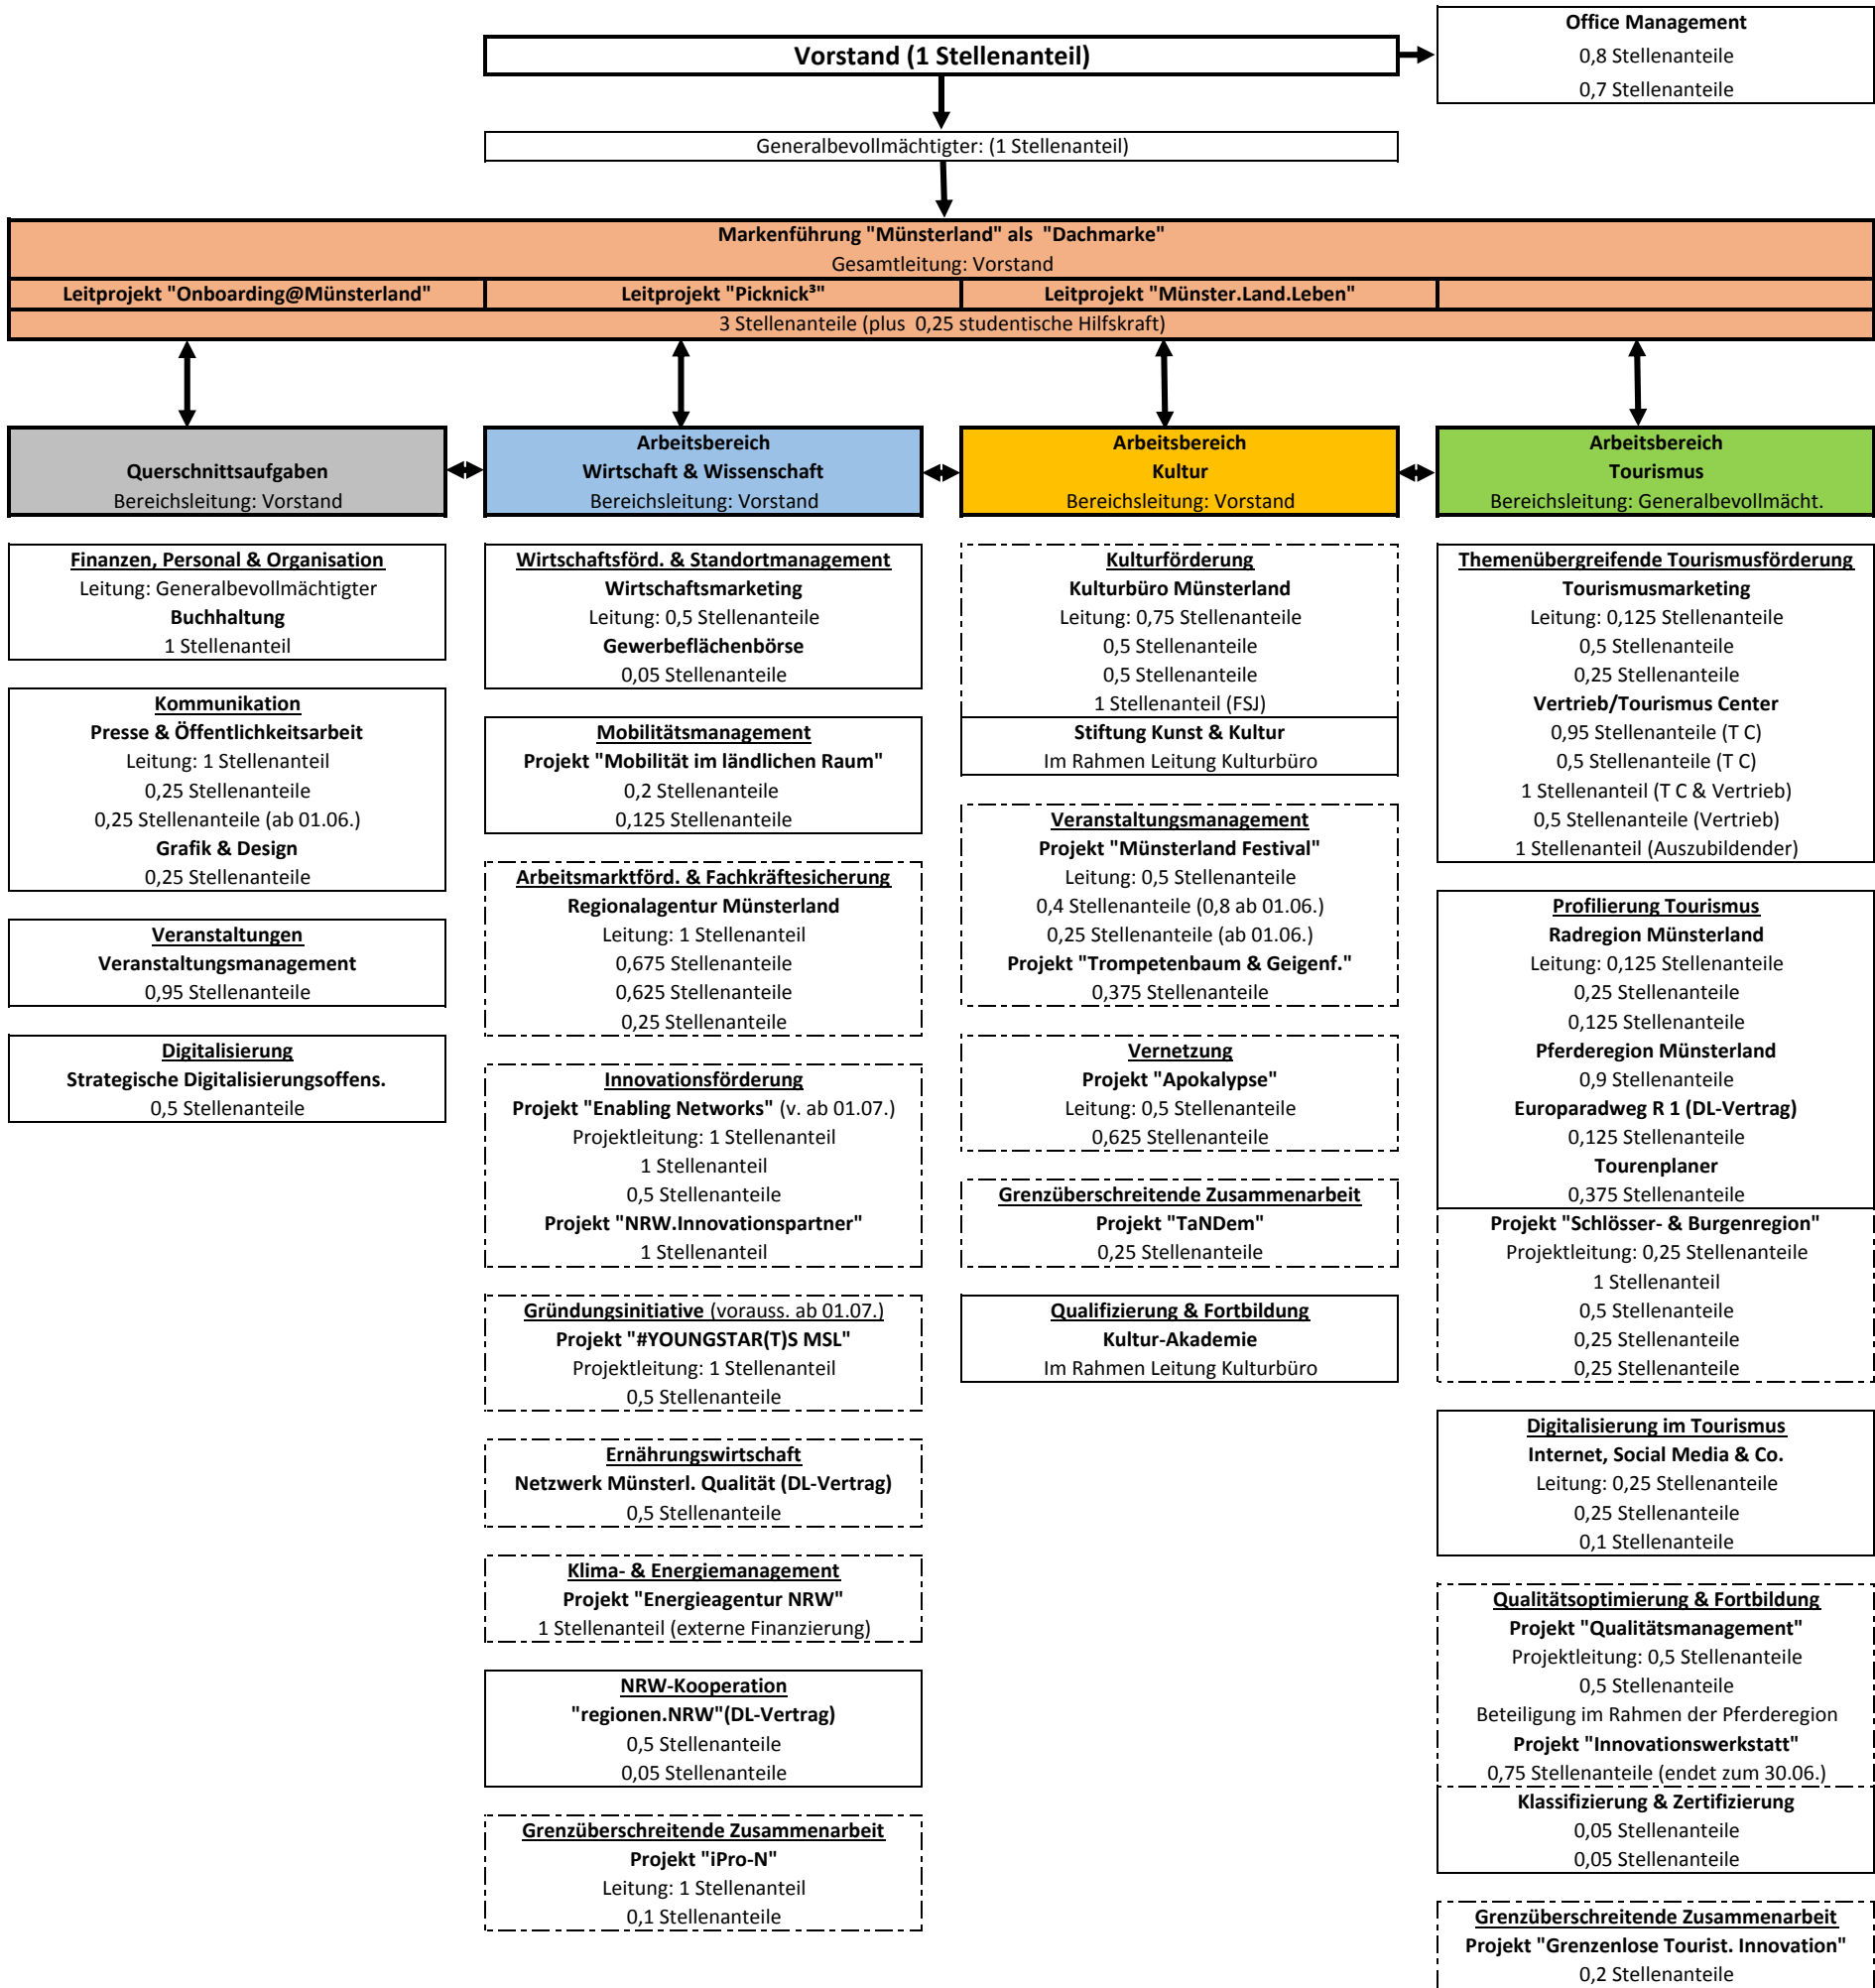 Vorstand (1 Stellenanteil)
Office Management
0,8 Stellenanteile
0,7 Stellenanteile
Generalbevollmächtigter: (1 Stellenanteil)
Markenführung "Münsterland" als "Dachmarke"
Gesamtleitung: Vorstand
Leitprojekt "Onboarding@Münsterland"
Leitprojekt "Picknick³"
Leitprojekt "Münster.Land.Leben"
3 Stellenanteile (plus 0,25 studentische Hilfskraft)
Querschnittsaufgaben
Bereichsleitung: Vorstand
Arbeitsbereich
Wirtschaft & Wissenschaft
Bereichsleitung: Vorstand
Arbeitsbereich
Kultur
Bereichsleitung: Vorstand
Arbeitsbereich
Tourismus
Bereichsleitung: Generalbevollmächt.
Finanzen, Personal & Organisation
Leitung: Generalbevollmächtigter
Buchhaltung
1 Stellenanteil
Kommunikation
Presse & Öffentlichkeitsarbeit
Leitung: 1 Stellenanteil
0,25 Stellenanteile
0,25 Stellenanteile (ab 01.06.)
Grafik & Design
0,25 Stellenanteile
Veranstaltungen
Veranstaltungsmanagement
0,95 Stellenanteile
Digitalisierung
Strategische Digitalisierungsoffens.
0,5 Stellenanteile
Wirtschaftsförd. & Standortmanagement
Wirtschaftsmarketing
Leitung: 0,5 Stellenanteile
Gewerbeflächenbörse
0,05 Stellenanteile
Mobilitätsmanagement
Projekt "Mobilität im ländlichen Raum"
0,2 Stellenanteile
0,125 Stellenanteile
Arbeitsmarktförd. & Fachkräftesicherung
Regionalagentur Münsterland
Leitung: 1 Stellenanteil
0,675 Stellenanteile
0,625 Stellenanteile
0,25 Stellenanteile
Innovationsförderung
Projekt "Enabling Networks" (v. ab 01.07.)
Projektleitung: 1 Stellenanteil
1 Stellenanteil
0,5 Stellenanteile
Projekt "NRW.Innovationspartner"
1 Stellenanteil
Gründungsinitiative (vorauss. ab 01.07.)
Projekt "#YOUNGSTAR(T)S MSL"
Projektleitung: 1 Stellenanteil
0,5 Stellenanteile
Ernährungswirtschaft
Netzwerk Münsterl. Qualität (DL-Vertrag)
0,5 Stellenanteile
Klima- & Energiemanagement
Projekt "Energieagentur NRW"
1 Stellenanteil (externe Finanzierung)
NRW-Kooperation
"regionen.NRW"(DL-Vertrag)
0,5 Stellenanteile
0,05 Stellenanteile
Grenzüberschreitende Zusammenarbeit
Projekt "iPro-N"
Leitung: 1 Stellenanteil
0,1 Stellenanteile
Kulturförderung
Kulturbüro Münsterland
Leitung: 0,75 Stellenanteile
0,5 Stellenanteile
0,5 Stellenanteile
1 Stellenanteil (FSJ)
Stiftung Kunst & Kultur
Im Rahmen Leitung Kulturbüro
Veranstaltungsmanagement
Projekt "Münsterland Festival"
Leitung: 0,5 Stellenanteile
0,4 Stellenanteile (0,8 ab 01.06.)
0,25 Stellenanteile (ab 01.06.)
Projekt "Trompetenbaum & Geigenf."
0,375 Stellenanteile
Vernetzung
Projekt "Apokalypse"
Leitung: 0,5 Stellenanteile
0,625 Stellenanteile
Grenzüberschreitende Zusammenarbeit
Projekt "TaNDem"
0,25 Stellenanteile
Qualifizierung & Fortbildung
Kultur-Akademie
Im Rahmen Leitung Kulturbüro
Themenübergreifende Tourismusförderung
Tourismusmarketing
Leitung: 0,125 Stellenanteile
0,5 Stellenanteile
0,25 Stellenanteile
Vertrieb/Tourismus Center
0,95 Stellenanteile (T C)
0,5 Stellenanteile (T C)
1 Stellenanteil (T C & Vertrieb)
0,5 Stellenanteile (Vertrieb)
1 Stellenanteil (Auszubildender)
Profilierung Tourismus
Radregion Münsterland
Leitung: 0,125 Stellenanteile
0,25 Stellenanteile
0,125 Stellenanteile
Pferderegion Münsterland
0,9 Stellenanteile
Europaradweg R 1 (DL-Vertrag)
0,125 Stellenanteile
Tourenplaner
0,375 Stellenanteile
Projekt "Schlösser- & Burgenregion"
Projektleitung: 0,25 Stellenanteile
1 Stellenanteil
0,5 Stellenanteile
0,25 Stellenanteile
0,25 Stellenanteile
Digitalisierung im Tourismus
Internet, Social Media & Co.
Leitung: 0,25 Stellenanteile
0,25 Stellenanteile
0,1 Stellenanteile
Qualitätsoptimierung & Fortbildung
Projekt "Qualitätsmanagement"
Projektleitung: 0,5 Stellenanteile
0,5 Stellenanteile
Beteiligung im Rahmen der Pferderegion
Projekt "Innovationswerkstatt"
0,75 Stellenanteile (endet zum 30.06.)
Klassifizierung & Zertifizierung
0,05 Stellenanteile
0,05 Stellenanteile
Grenzüberschreitende Zusammenarbeit
Projekt "Grenzenlose Tourist. Innovation"
0,2 Stellenanteile